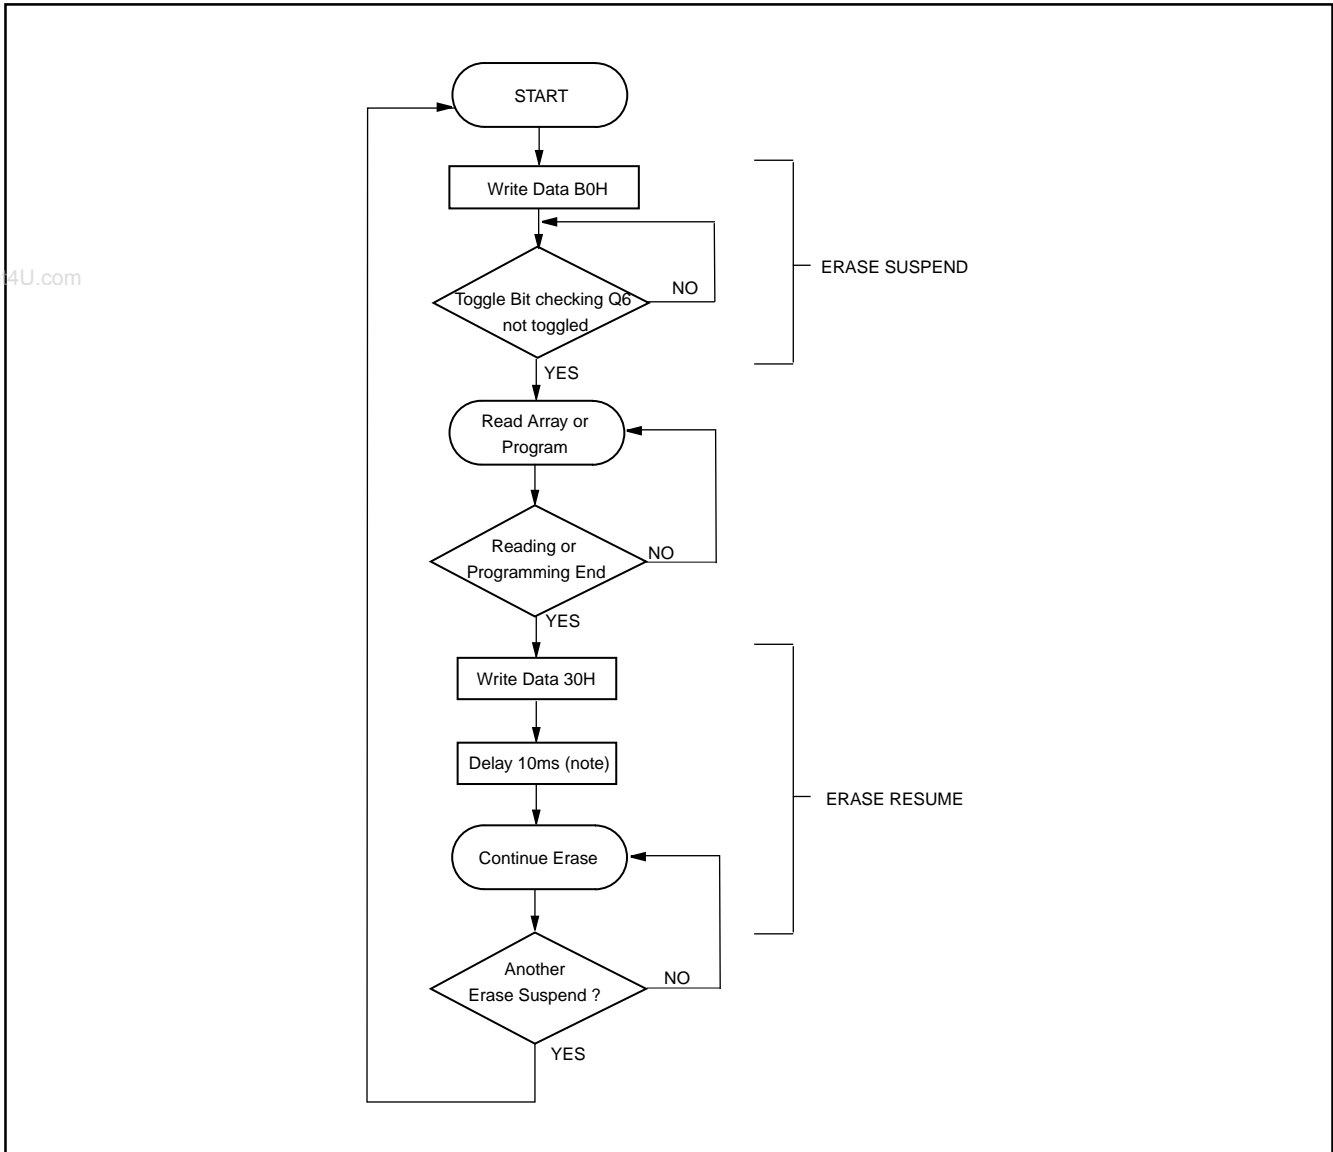 START
Write Data B0H
ERASE SUSPEND
t4U.com
NO
Toggle Bit checking Q6
not toggled
YES
Read Array or
Program
Reading or
NO
Programming End
YES
Write Data 30H
Delay 10ms (note)
ERASE RESUME
Continue Erase
Another
NO
Erase Suspend ?
YES